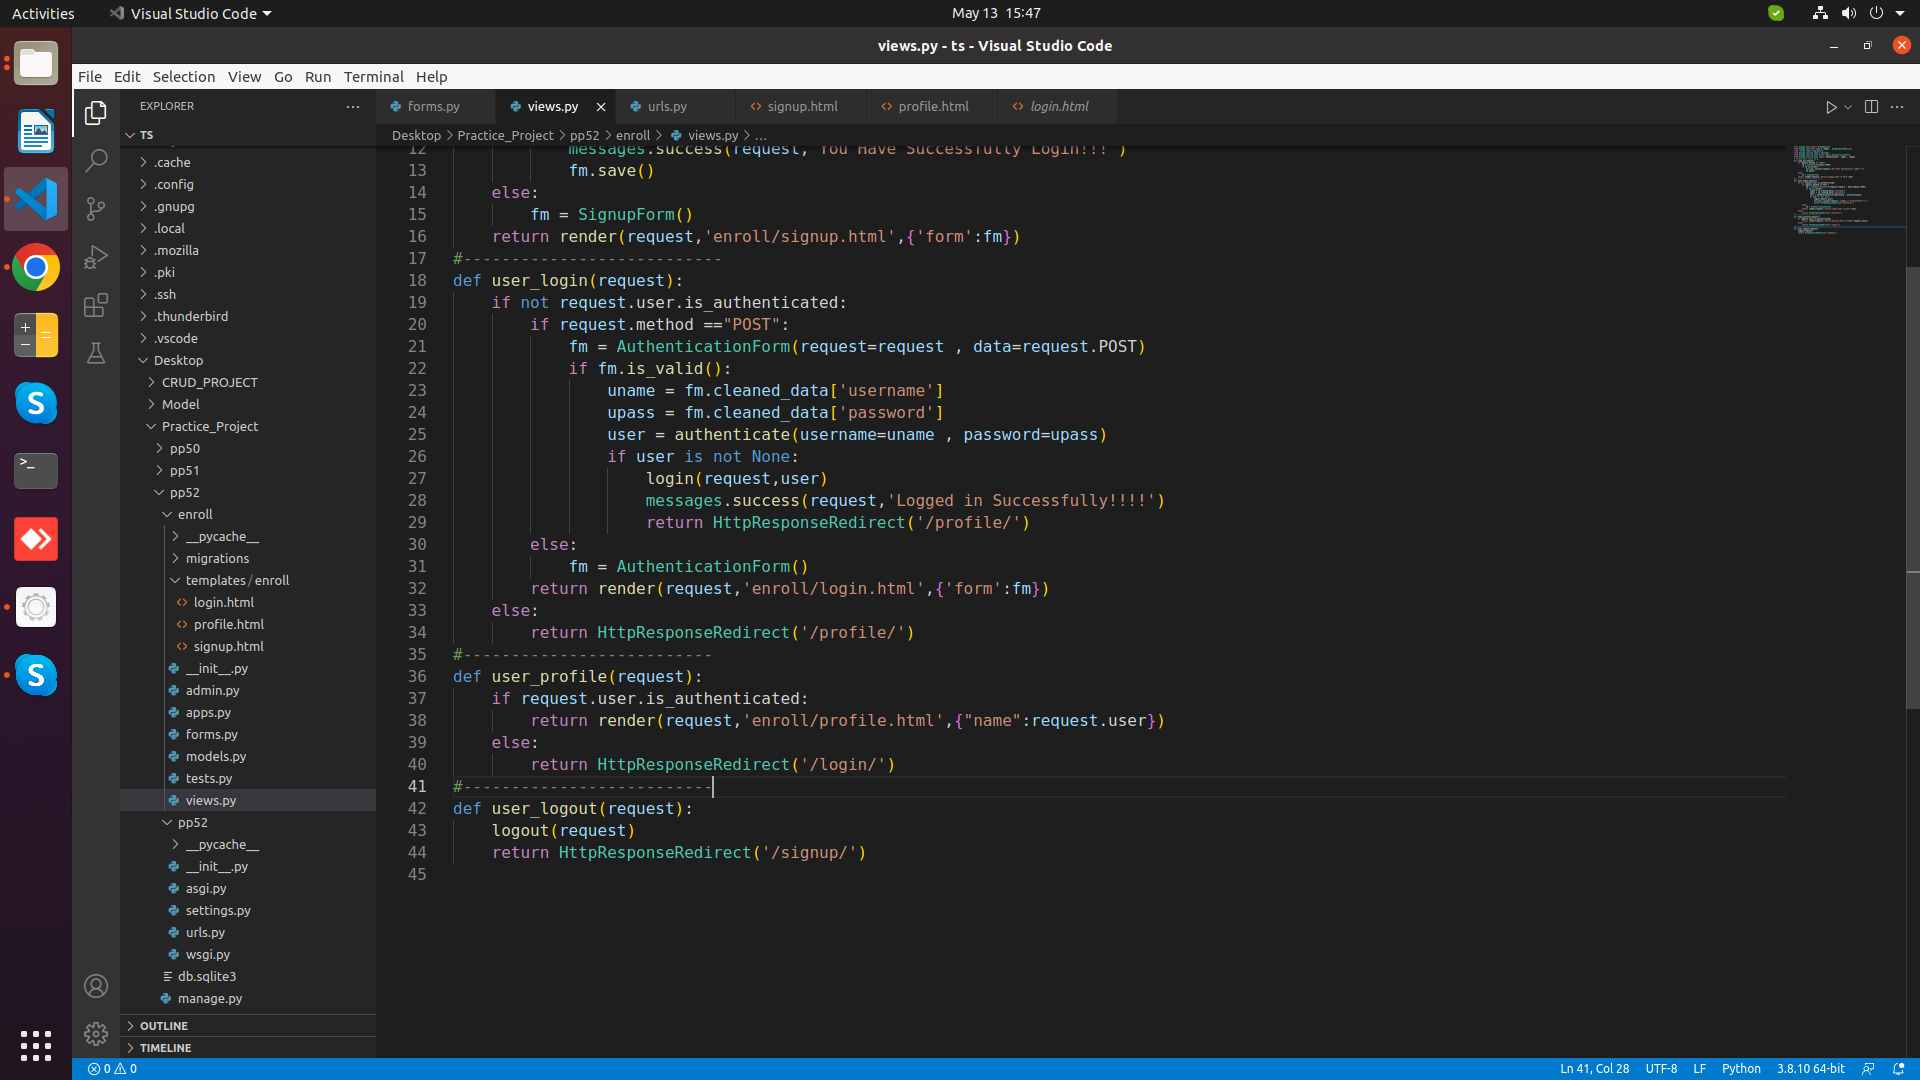 Activities
Visual Studio Code
May 13 15:47
views.py - ts - Visual Studio Code
File Edit Selection View Go Run Terminal Help
EXPLORER
TS
.cache
.config
.gnupg
.local
.mozilla
.pki
.ssh
.thunderbird
.vscode
Desktop
CRUD_PROJECT
Model
Practice_Project
pp50
pp51
pp52
enroll
__pycache__
migrations
templates/enroll
login.html
profile.html
signup.html
__init__.py
admin.py
apps.py
forms.py
models.py
tests.py
views.py
pp52
__pycache__
__init__.py
asgi.py
settings.py
urls.py
wsgi.py
db.sqlite3
manage.py
OUTLINE
TIMELINE
forms.py views.py urls.py signup.html profile.html login.html
Desktop > Practice_Project > pp52 > enroll > views.py > ...
12 messages.success(request,'You Have Successfully Login!!!')
13 fm.save()
14 else:
15 fm = SignupForm()
16 return render(request,'enroll/signup.html',{'form':fm})
17 #---------------------------
18 def user_login(request):
19 if not request.user.is_authenticated:
20 if request.method =="POST":
21 fm = AuthenticationForm(request=request , data=request.POST)
22 if fm.is_valid():
23 uname = fm.cleaned_data['username']
24 upass = fm.cleaned_data['password']
25 user = authenticate(username=uname , password=upass)
26 if user is not None:
27 login(request,user)
28 messages.success(request,'Logged in Successfully!!!!')
29 return HttpResponseRedirect('/profile/')
30 else:
31 fm = AuthenticationForm()
32 return render(request,'enroll/login.html',{'form':fm})
33 else:
34 return HttpResponseRedirect('/profile/')
35 #--------------------------
36 def user_profile(request):
37 if request.user.is_authenticated:
38 return render(request,'enroll/profile.html',{"name":request.user})
39 else:
40 return HttpResponseRedirect('/login/')
41 #--------------------------
42 def user_logout(request):
43 logout(request)
44 return HttpResponseRedirect('/signup/')
45
0 0
Ln 41, Col 28 UTF-8 LF Python 3.8.10 64-bit